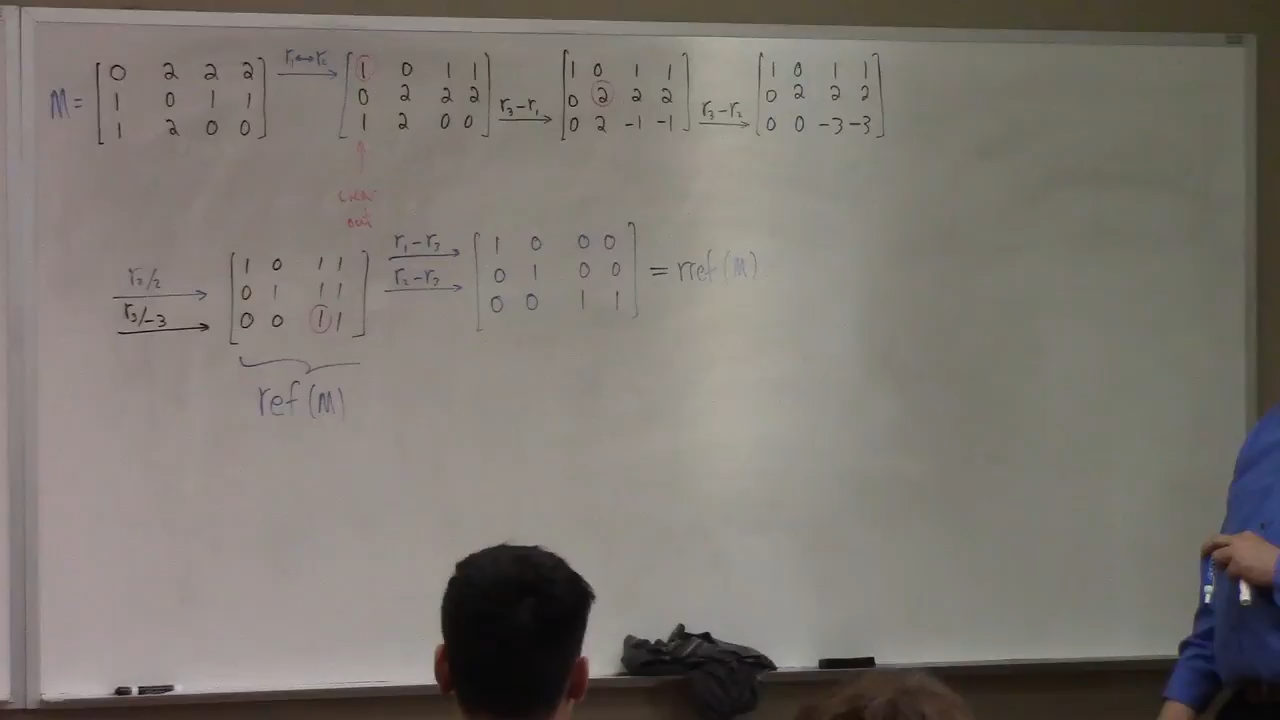 M = [0 2 2 2; 1 0 1 1; 1 2 0 0] r₁↔r₂ → [1 0 1 1; 0 2 2 2; 1 2 0 0] r₃-r₁ → [1 0 1 1; 0 2 2 2; 0 2 -1 -1] r₃-r₂ → [1 0 1 1; 0 2 2 2; 0 0 -3 -3]
clear
out
r₂/2 → r₃/-3 → [1 0 1 1; 0 1 1 1; 0 0 1 1] r₁-r₃ → r₂-r₃ → [1 0 0 0; 0 1 0 0; 0 0 1 1] = rref(M)
ref(M)